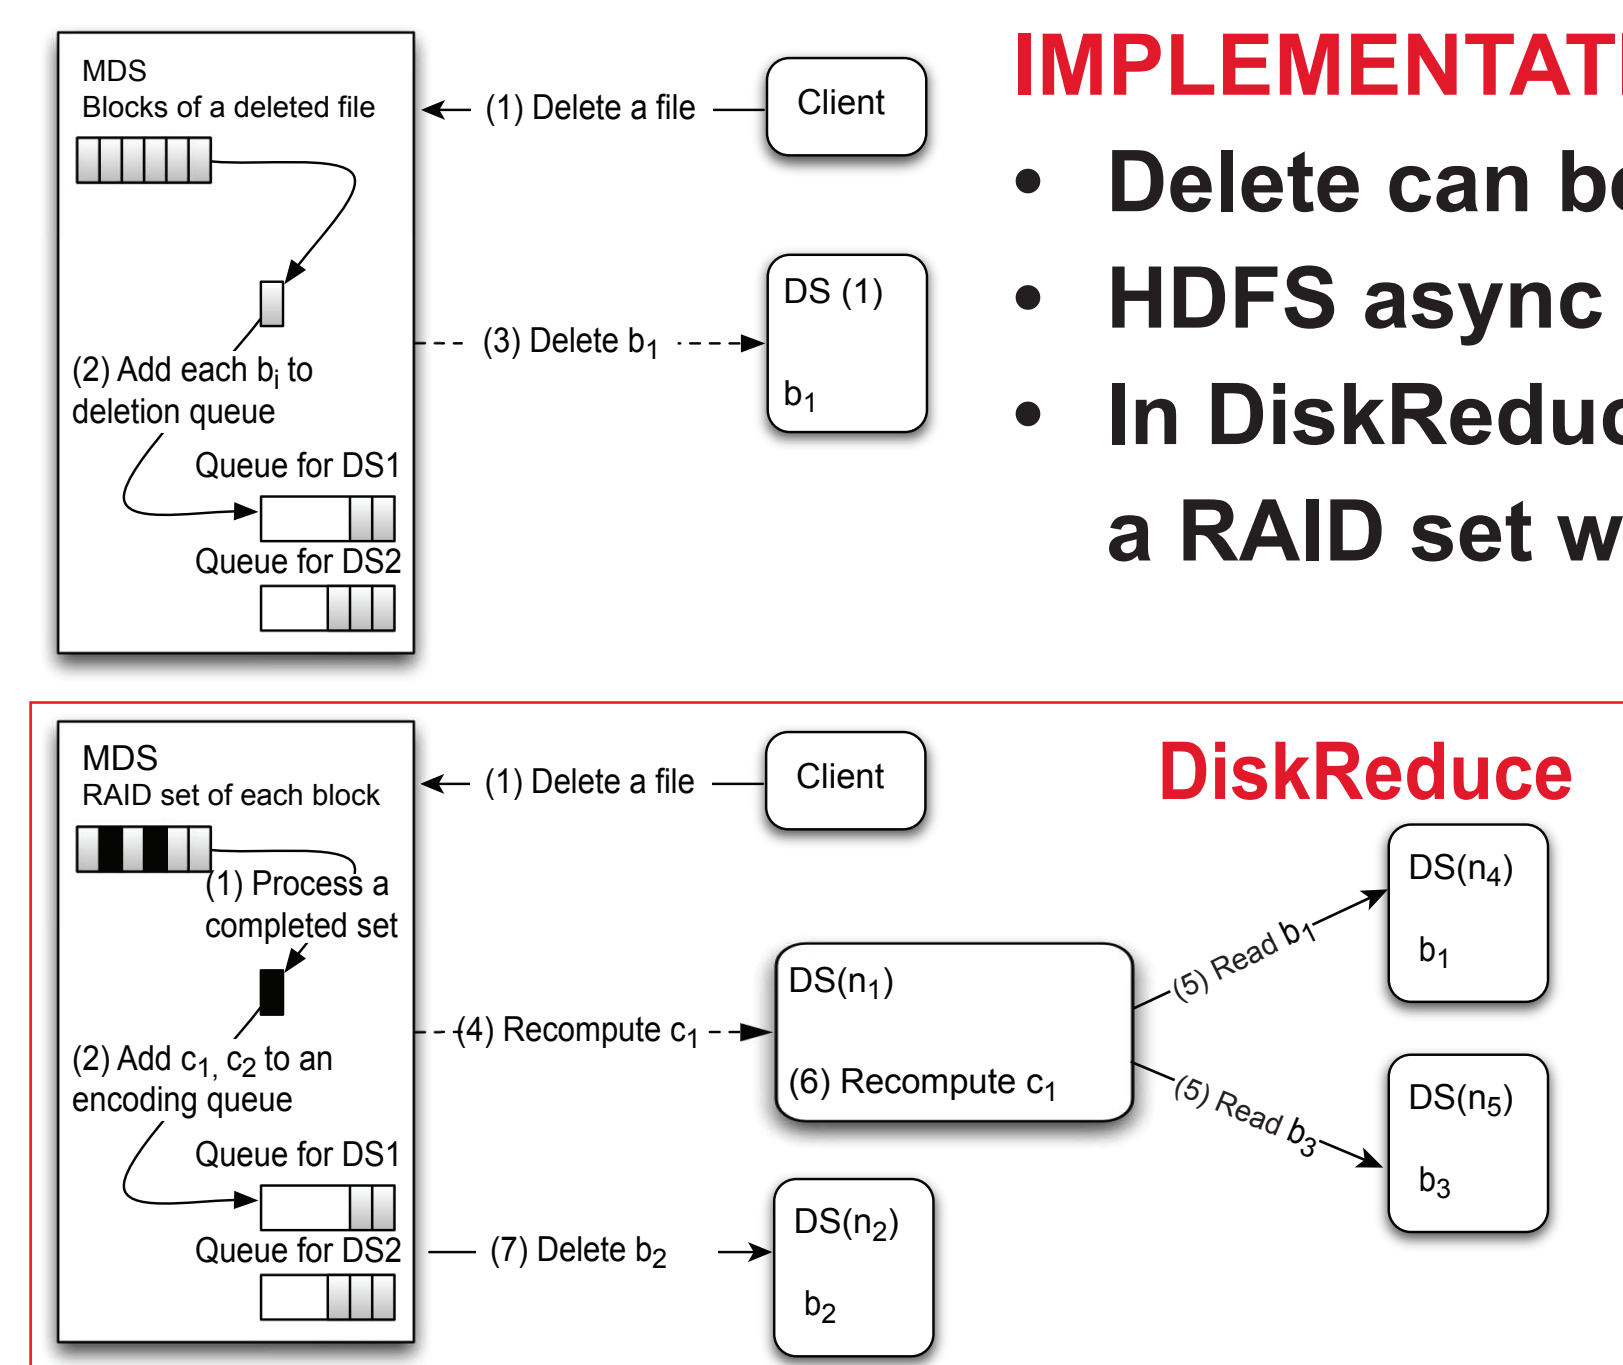 MDS
Blocks of a deleted file
(1) Delete a file
Client
(2) Add each bi to
deletion queue
Queue for DS1
Queue for DS2
(3) Delete b1
DS (1)
b1
• Delete can
• HDFS async
• In
a RAID set
DiskReduce
MDS
RAID set of each block
(1) Delete a file
Client
(1) Process a
completed set
(2) Add c1, c2 to an
encoding queue
Queue for DS1
Queue for DS2
(4) Recompute c1
DS(n1)
(6) Recompute c1
(5) Read b1
DS(n4)
b1
(5) Read b3
DS(n5)
b3
(7) Delete b2
DS(n2)
b2